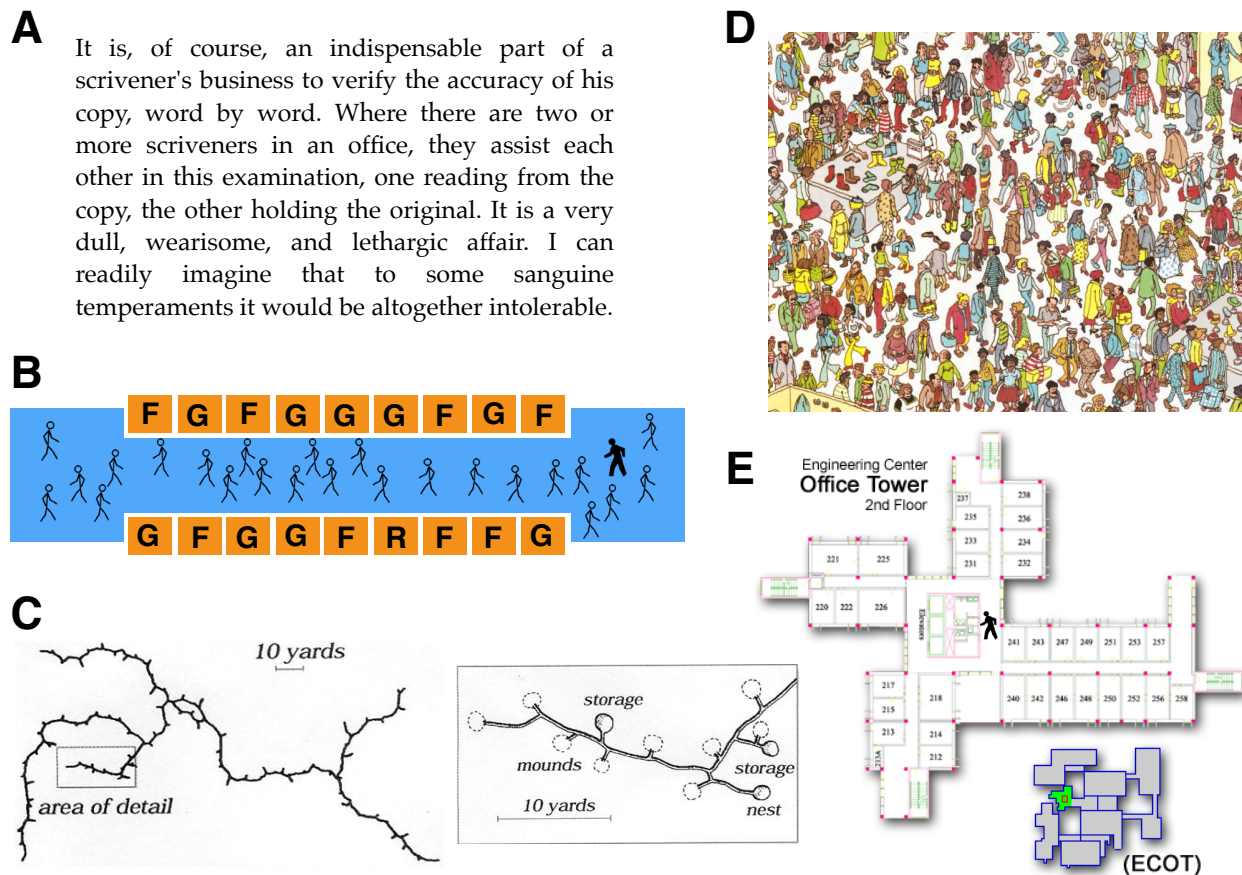 A
It is, of course, an indispensable part of a
scrivener's business to verify the accuracy of his
copy, word by word. Where there are two or
more scriveners in an office, they assist each
other in this examination, one reading from the
copy, the other holding the original. It is a very
dull, wearisome, and lethargic affair. I can
readily imagine that to some sanguine
temperaments it would be altogether intolerable.
B
F G F G G G F G F
G F G G F R F F G
C
10 yards
area of detail
storage
mounds
storage
10 yards
nest
D
E
Engineering Center
Office Tower
2nd Floor
237
238
235
236
233
234
231
232
221
225
220
222
226
Elevators
241
243
247
249
251
253
257
240
242
246
248
250
252
256
258
217
218
215
213
214
213A
212
(ECOT)